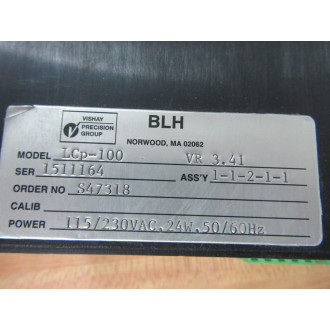 VISHAY
PRECISION
GROUP
BLH
NORWOOD, MA 02062
MODEL LCp-100 VR 3.41
SER 1511164 ASS'Y 1-1-2-1-1
ORDER NO S47318
CALIB
POWER 115/230VAC, 24W, 50/60Hz